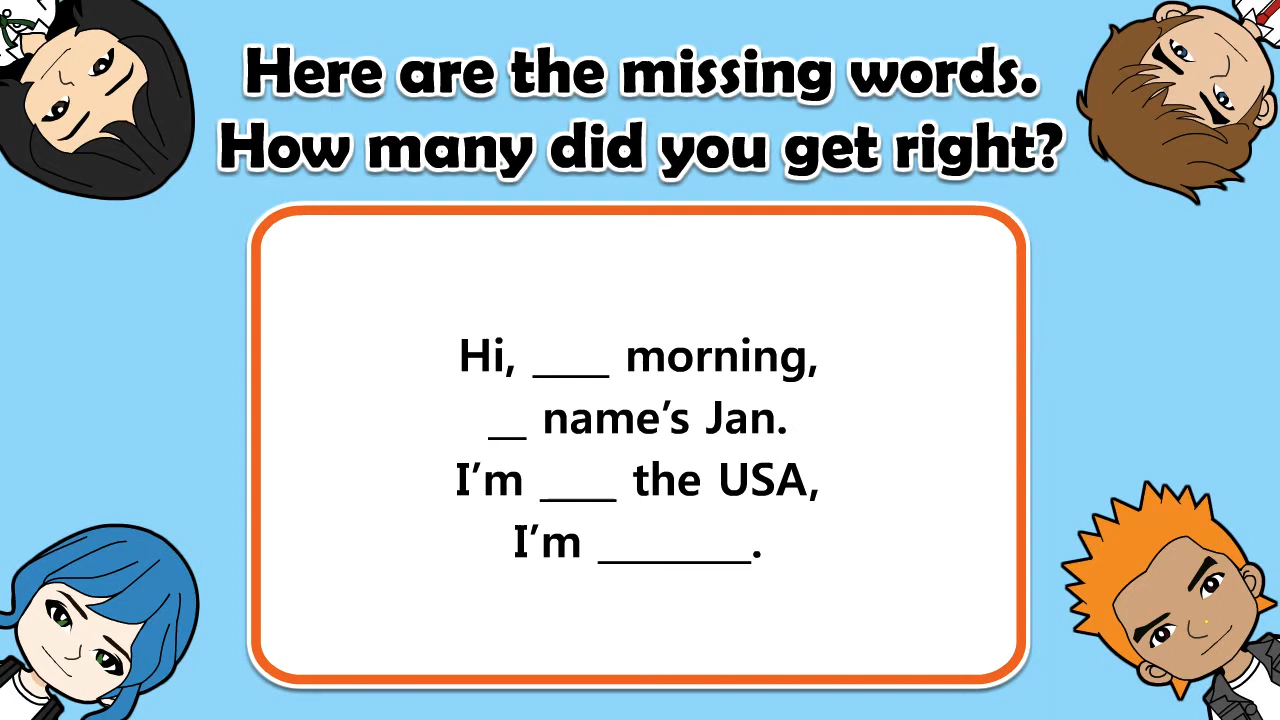 Here are the missing words.
How many did you get right?
Hi, ____ morning,
__ name’s Jan.
I’m ____ the USA,
I’m ________.